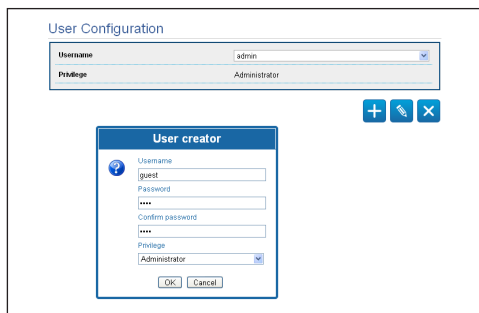 User Configuration
Username admin
Privilege Administrator
User creator
Username
guest
Password
••••
Confirm password
••••
Privilege
Administrator
OK Cancel